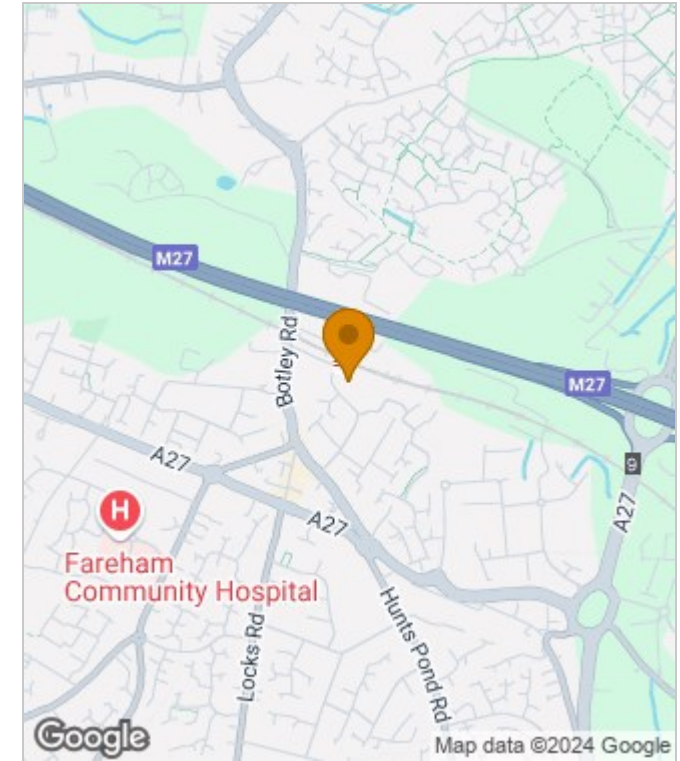 M27
Botley Rd
M27
A27
9
A27
H
A27
Fareham
Community Hospital
Locks Rd
Hunts Pond Rd
Google
Map data ©2024 Google